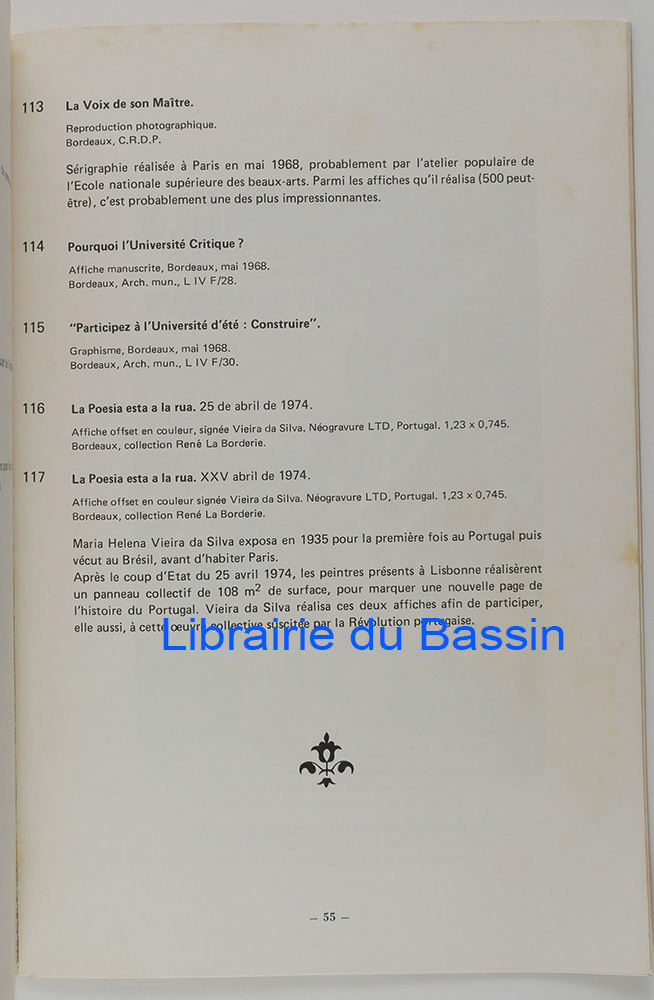 113 La Voix de son Maître.
Reproduction photographique.
Bordeaux, C.R.D.P.
Sérigraphie réalisée à Paris en mai 1968, probablement par l'atelier populaire de
l'Ecole nationale supérieure des beaux-arts. Parmi les affiches qu'il réalisa (500 peut-
être), c'est probablement une des plus impressionnantes.
114 Pourquoi l'Université Critique ?
Affiche manuscrite, Bordeaux, mai 1968.
Bordeaux, Arch. mun., L IV F/28.
115 "Participez à l'Université d'été : Construire".
Graphisme, Bordeaux, mai 1968.
Bordeaux, Arch. mun., L IV F/30.
116 La Poesia esta a la rua. 25 de abril de 1974.
Affiche offset en couleur, signée Vieira da Silva. Néogravure LTD, Portugal. 1,23 x 0,745.
Bordeaux, collection René La Borderie.
117 La Poesia esta a la rua. XXV abril de 1974.
Affiche offset en couleur signée Vieira da Silva. Néogravure LTD, Portugal. 1,23 x 0,745.
Bordeaux, collection René La Borderie.
Maria Helena Vieira da Silva exposa en 1935 pour la première fois au Portugal puis
vécut au Brésil, avant d'habiter Paris.
Après le coup d'Etat du 25 avril 1974, les peintres présents à Lisbonne réalisèrent
un panneau collectif de 108 m2 de surface, pour marquer une nouvelle page de
l'histoire du Portugal. Vieira da Silva réalisa ces deux affiches afin de participer,
elle aussi, à cette œuvre collective suscitée par la Révolution portugaise.
Librairie du Bassin
– 55 –